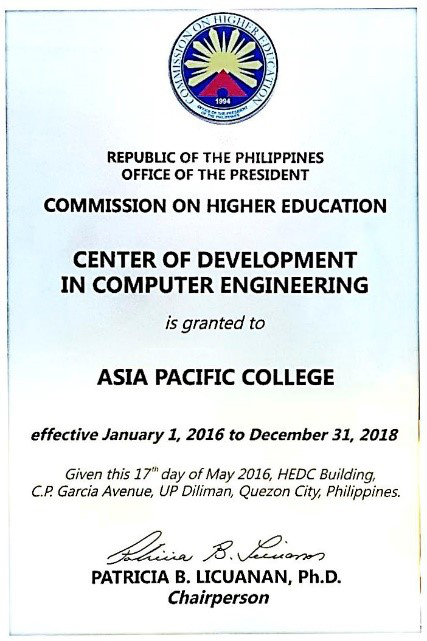 COMMISSION ON HIGHER EDUCATION
1994
OFFICE OF THE PRESIDENT
OF THE PHILIPPINES
REPUBLIC OF THE PHILIPPINES
OFFICE OF THE PRESIDENT
COMMISSION ON HIGHER EDUCATION
CENTER OF DEVELOPMENT
IN COMPUTER ENGINEERING
is granted to
ASIA PACIFIC COLLEGE
effective January 1, 2016 to December 31, 2018
Given this 17th day of May 2016, HEDC Building,
C.P. Garcia Avenue, UP Diliman, Quezon City, Philippines.
Patricia B. Licuanan
PATRICIA B. LICUANAN, Ph.D.
Chairperson